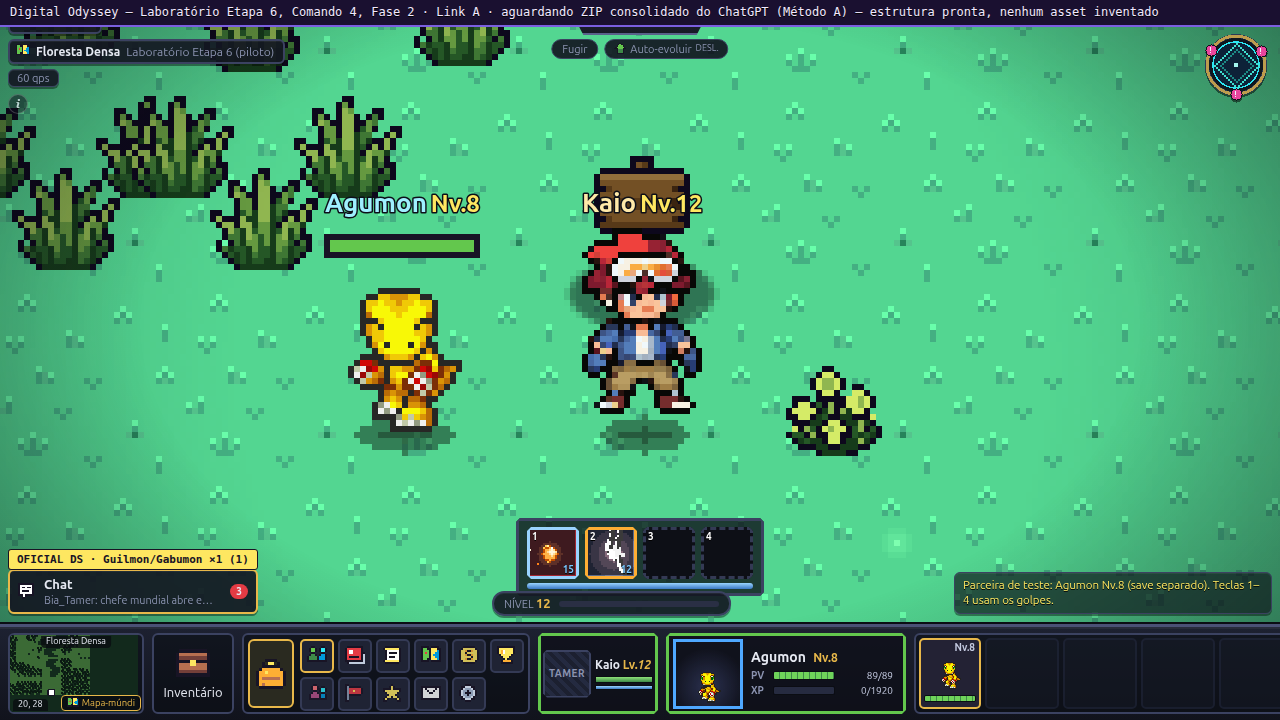 Digital Odyssey — Laboratório Etapa 6, Comando 4, Fase 2 · Link A · aguardando ZIP consolidado do ChatGPT (Método A) — estrutura pronta, nenhum asset inventado
Floresta Densa Laboratório Etapa 6 (piloto)
Fugir
Auto-evoluir DESL.
60 qps
i
Agumon Nv.8
Kaio Nv.12
1
15
2
12
3
4
NÍVEL 12
OFICIAL DS · Guilmon/Gabumon ×1 (1)
Chat
Bia_Tamer: chefe mundial abre e...
3
Parceira de teste: Agumon Nv.8 (save separado). Teclas 1–
4 usam os golpes.
Floresta Densa
20, 28
Mapa-múndi
Inventário
TAMER
Kaio Lv.12
Agumon Nv.8
PV 89/89
XP 0/1920
Nv.8